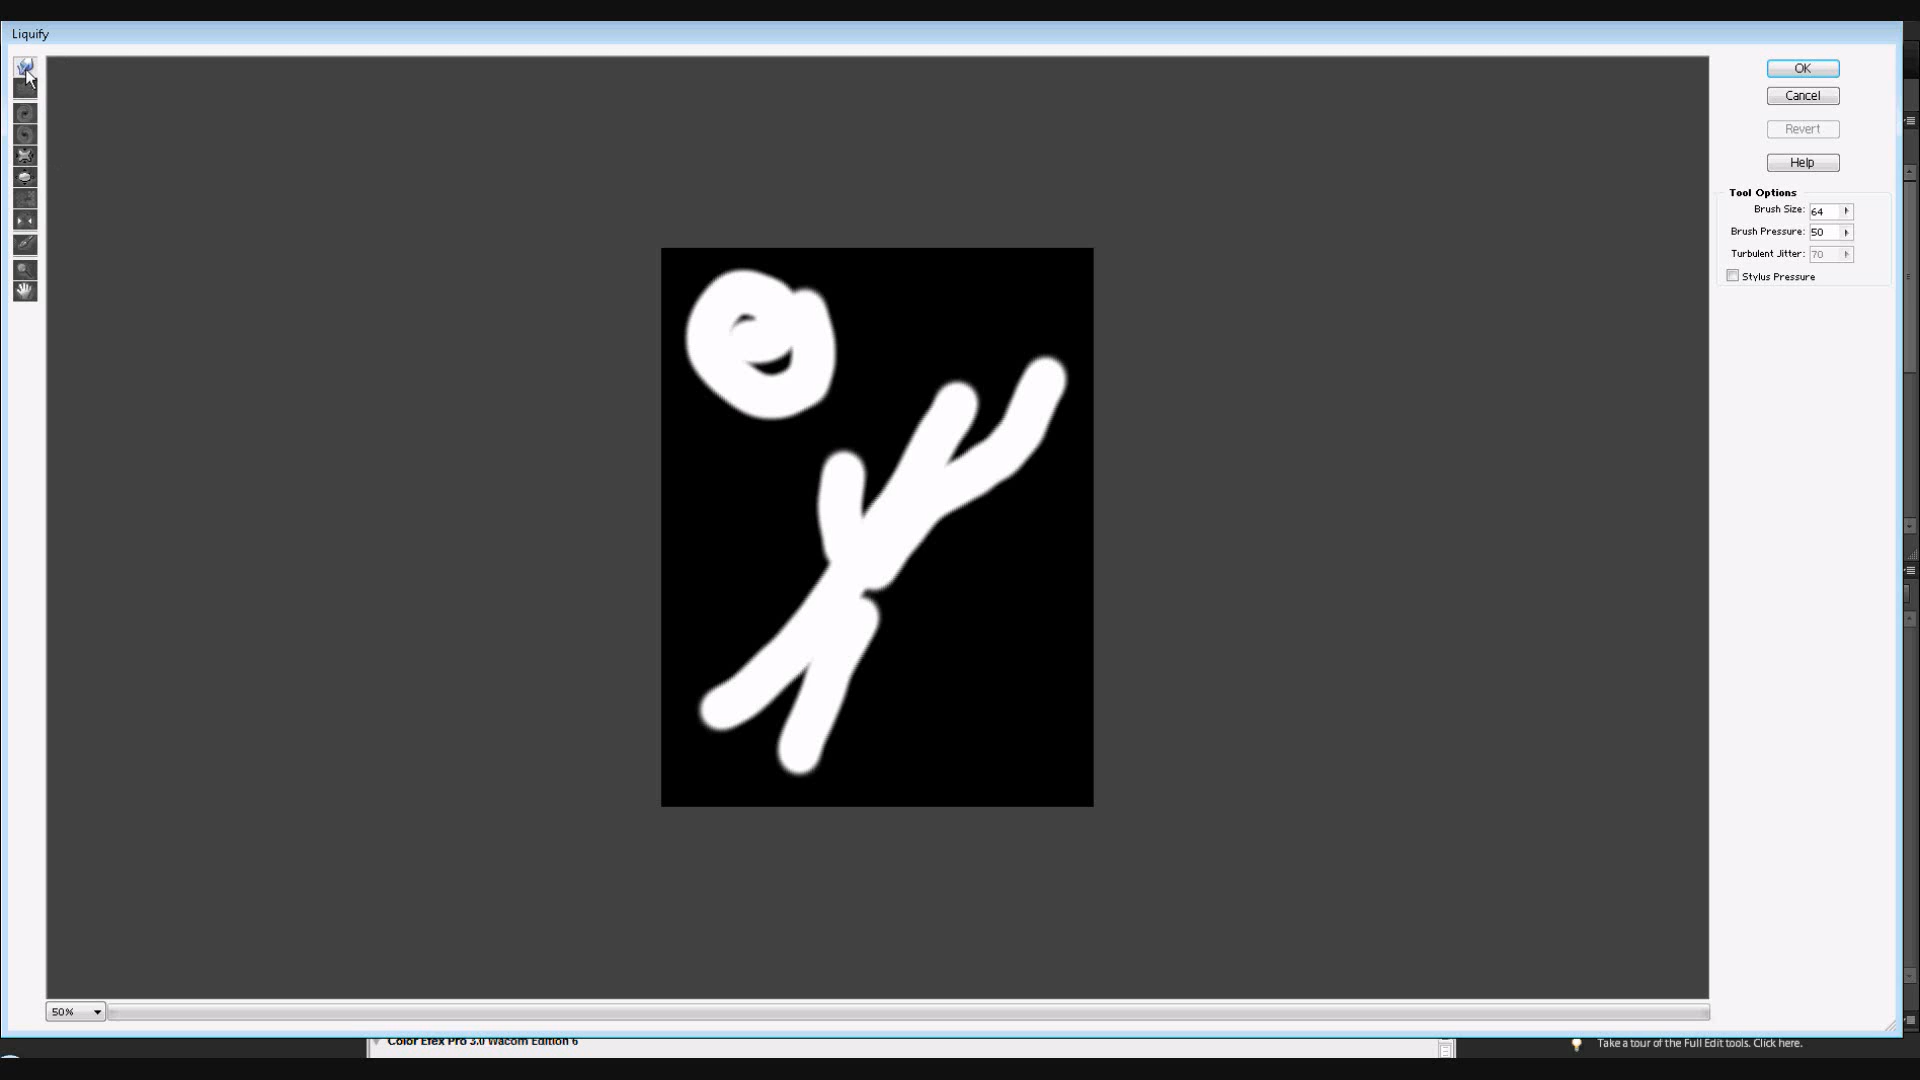 Liquify
OK
Cancel
Revert
Help
Tool Options
Brush Size: 64
Brush Pressure: 50
Turbulent Jitter: 70
Stylus Pressure
50%
Color Efex Pro 3.0 Wacom Edition 6
Take a tour of the Full Edit tools. Click here.